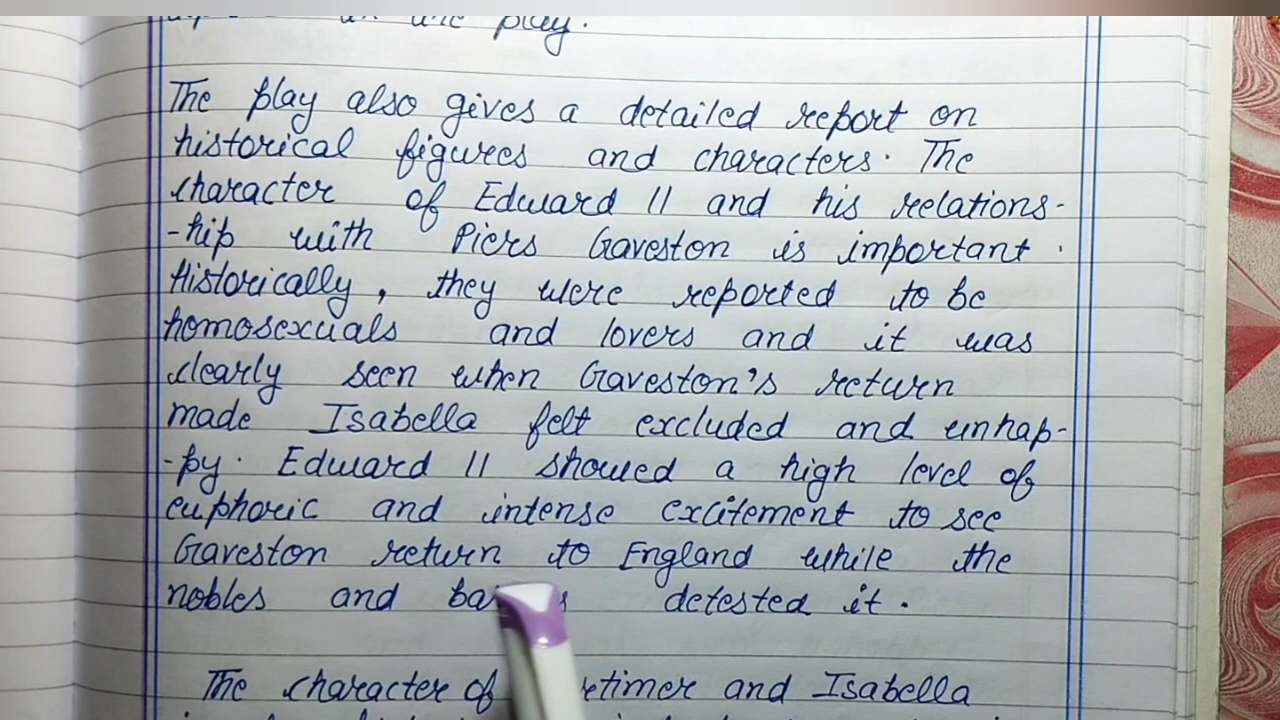 in the play.
The play also gives a detailed report on
historical figures and characters. The
character of Edward II and his relations-
-hip with Piers Gaveston is important.
Historically, they were reported to be
homosexuals and lovers and it was
clearly seen when Gaveston's return
made Isabella felt excluded and unhap-
-py. Edward II showed a high level of
euphoric and intense excitement to see
Gaveston return to England while the
nobles and detested it.
The character of and Isabella